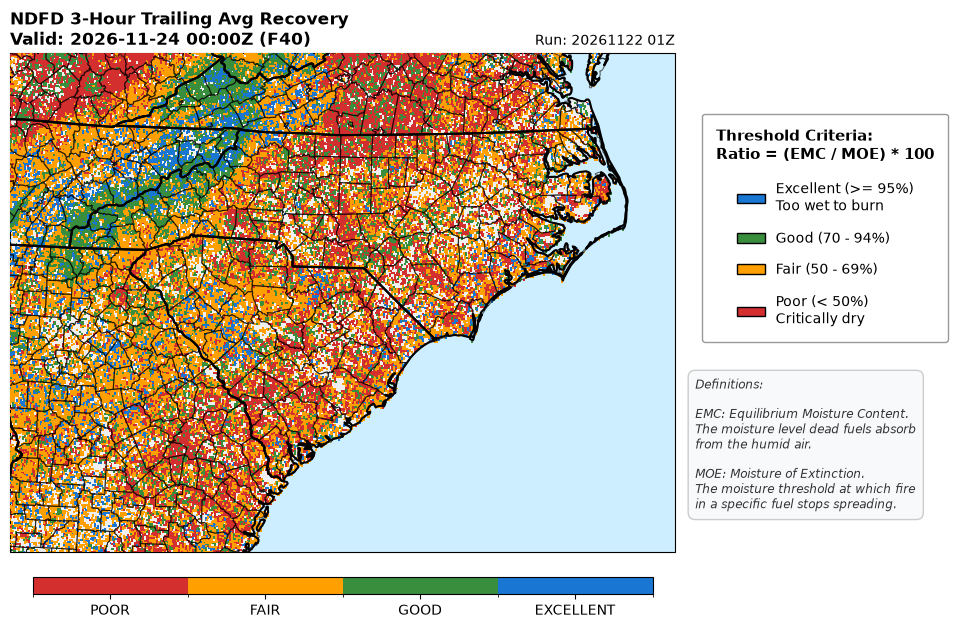 NDFD 3-Hour Trailing Avg Recovery
Valid: 2026-11-24 00:00Z (F40)
Run: 20261122 01Z
Threshold Criteria:
Ratio = (EMC / MOE) * 100
Excellent (>= 95%)
Too wet to burn
Good (70 - 94%)
Fair (50 - 69%)
Poor (< 50%)
Critically dry
Definitions:
EMC: Equilibrium Moisture Content.
The moisture level dead fuels absorb
from the humid air.
MOE: Moisture of Extinction.
The moisture threshold at which fire
in a specific fuel stops spreading.
POOR
FAIR
GOOD
EXCELLENT